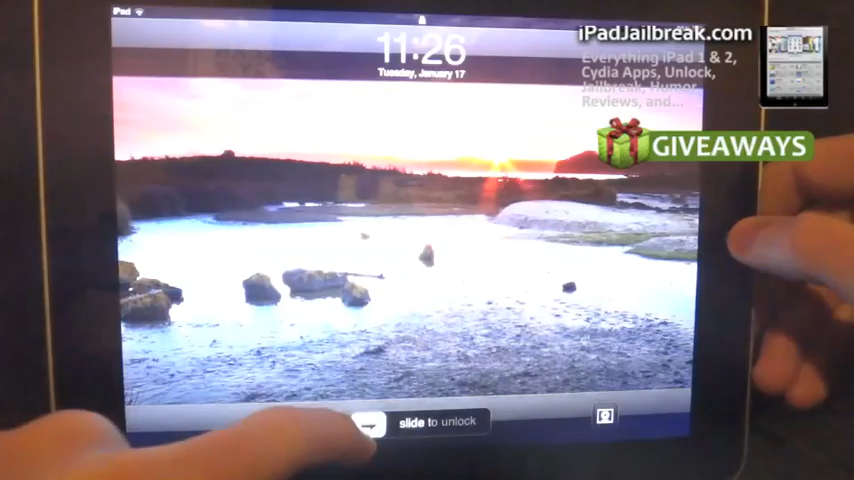 iPad
11:26
Tuesday, January 17
slide to unlock
iPadJailbreak.com
Everything iPad 1 & 2,
Cydia Apps, Unlock,
Jailbreak, Humor,
Reviews, and...
GIVEAWAYS